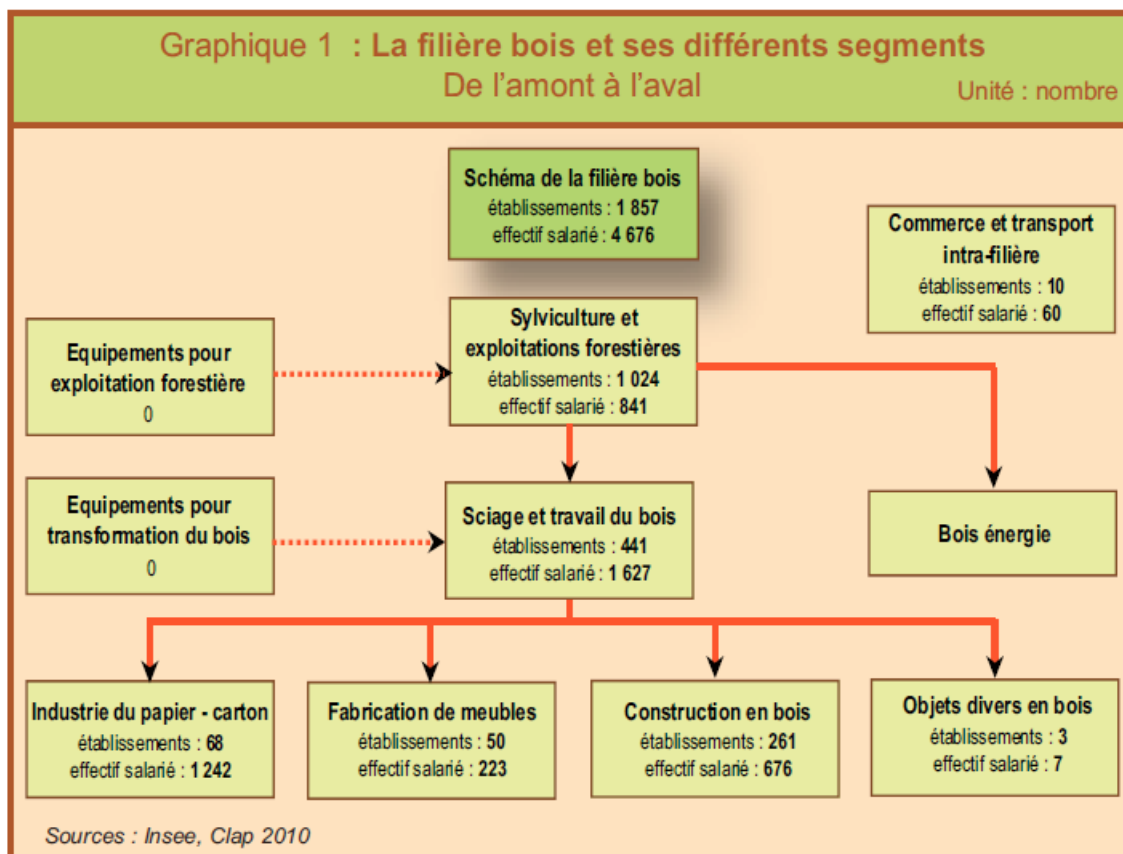 Graphique 1 : La filière bois et ses différents segments
De l'amont à l'aval
Unité : nombre
Schéma de la filière bois
établissements : 1 857
effectif salarié : 4 676
Commerce et transport
intra-filière
établissements : 10
effectif salarié : 60
Sylviculture et
exploitations forestières
établissements : 1 024
effectif salarié : 841
Equipements pour
exploitation forestière
0
Equipements pour
transformation du bois
0
Sciage et travail du bois
établissements : 441
effectif salarié : 1 627
Bois énergie
Industrie du papier - carton
établissements : 68
effectif salarié : 1 242
Fabrication de meubles
établissements : 50
effectif salarié : 223
Construction en bois
établissements : 261
effectif salarié : 676
Objets divers en bois
établissements : 3
effectif salarié : 7
Sources : Insee, Clap 2010